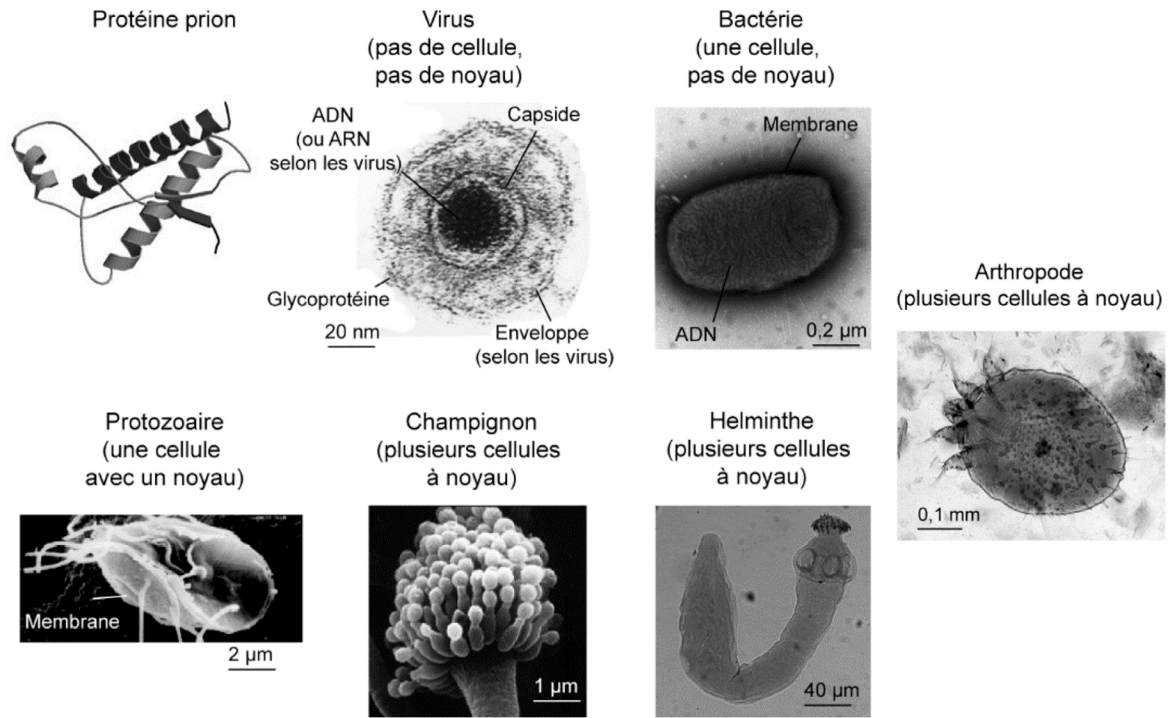 Protéine prion
Virus
(pas de cellule,
pas de noyau)
ADN
(ou ARN
selon les virus)
Capside
Glycoprotéine
20 nm
Enveloppe
(selon les virus)
Bactérie
(une cellule,
pas de noyau)
Membrane
ADN
0,2 µm
Arthropode
(plusieurs cellules à noyau)
0,1 mm
Protozoaire
(une cellule
avec un noyau)
Membrane
2 µm
Champignon
(plusieurs cellules
à noyau)
1 µm
Helminthe
(plusieurs cellules
à noyau)
40 µm